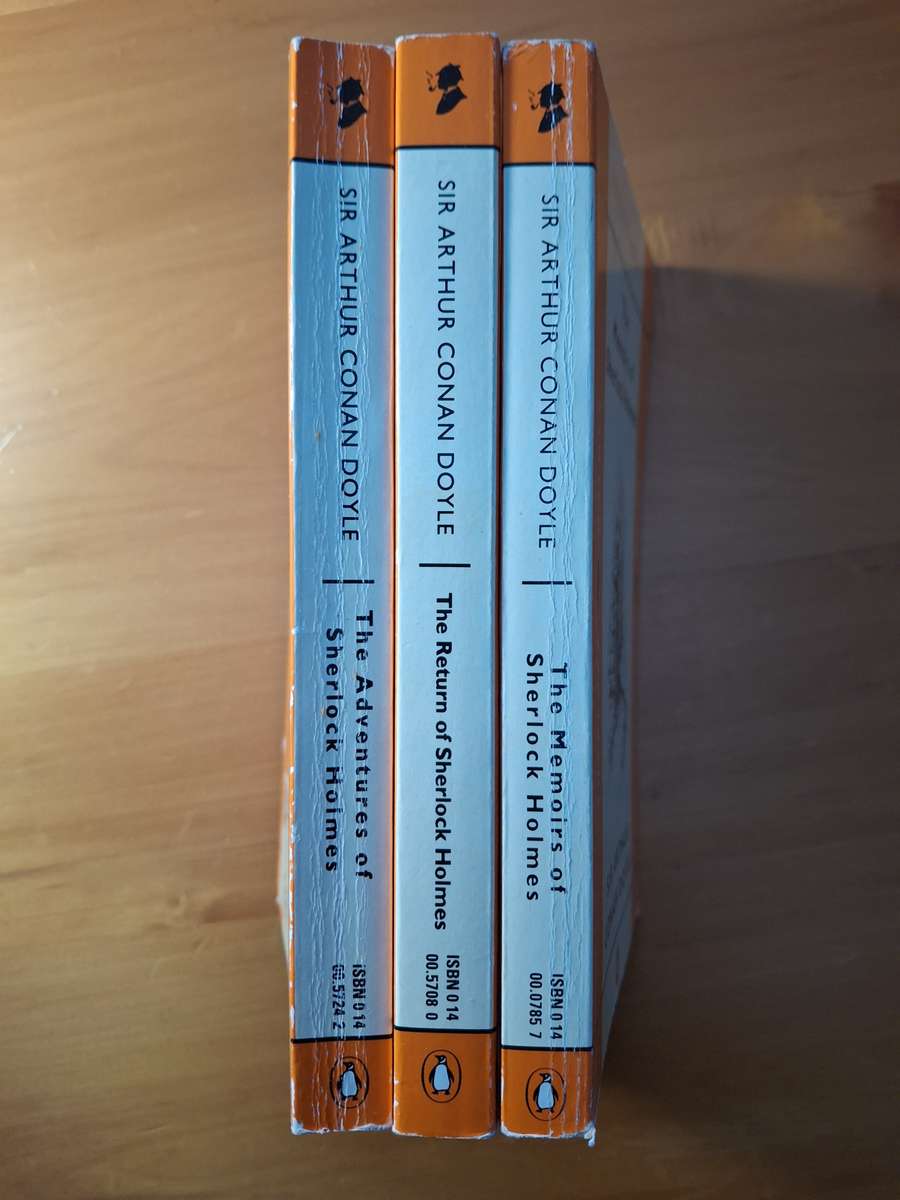 SIR ARTHUR CONAN DOYLE
The Adventures of
Sherlock Holmes
ISBN 0 14
00.5724 2
SIR ARTHUR CONAN DOYLE
The Return of Sherlock Holmes
ISBN 0 14
00.5708 0
SIR ARTHUR CONAN DOYLE
The Memoirs of
Sherlock Holmes
ISBN 0 14
00.0785 7